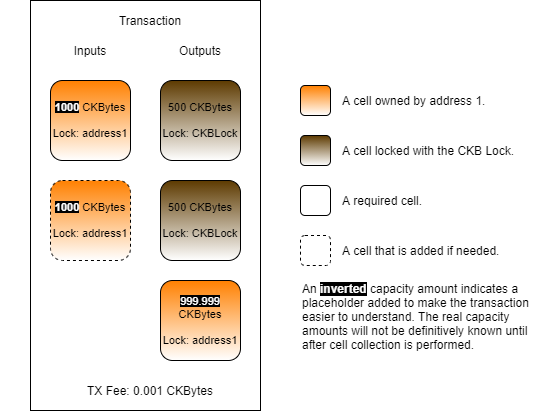 Transaction
Inputs
Outputs
1000 CKBytes
Lock: address1
500 CKBytes
Lock: CKBLock
1000 CKBytes
Lock: address1
500 CKBytes
Lock: CKBLock
999.999
CKBytes
Lock: address1
TX Fee: 0.001 CKBytes
A cell owned by address 1.
A cell locked with the CKB Lock.
A required cell.
A cell that is added if needed.
An inverted capacity amount indicates a
placeholder added to make the transaction
easier to understand. The real capacity
amounts will not be definitively known until
after cell collection is performed.